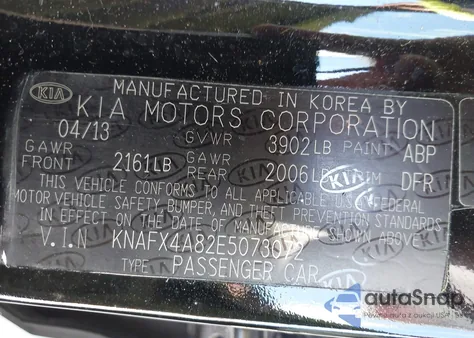 KIA MANUFACTURED IN KOREA BY
KIA MOTORS CORPORATION
04/13 GVWR 3902LB PAINT ABP
GAWR FRONT 2161LB GAWR REAR 2006LB DFR
THIS VEHICLE CONFORMS TO ALL APPLICABLE U.S. FEDERAL
MOTOR VEHICLE SAFETY BUMPER, AND THEFT PREVENTION STANDARDS
IN EFFECT ON THE DATE OF MANUFACTURE SHOWN ABOVE.
V.I.N.
TYPE: PASSENGER CAR
autoSnap